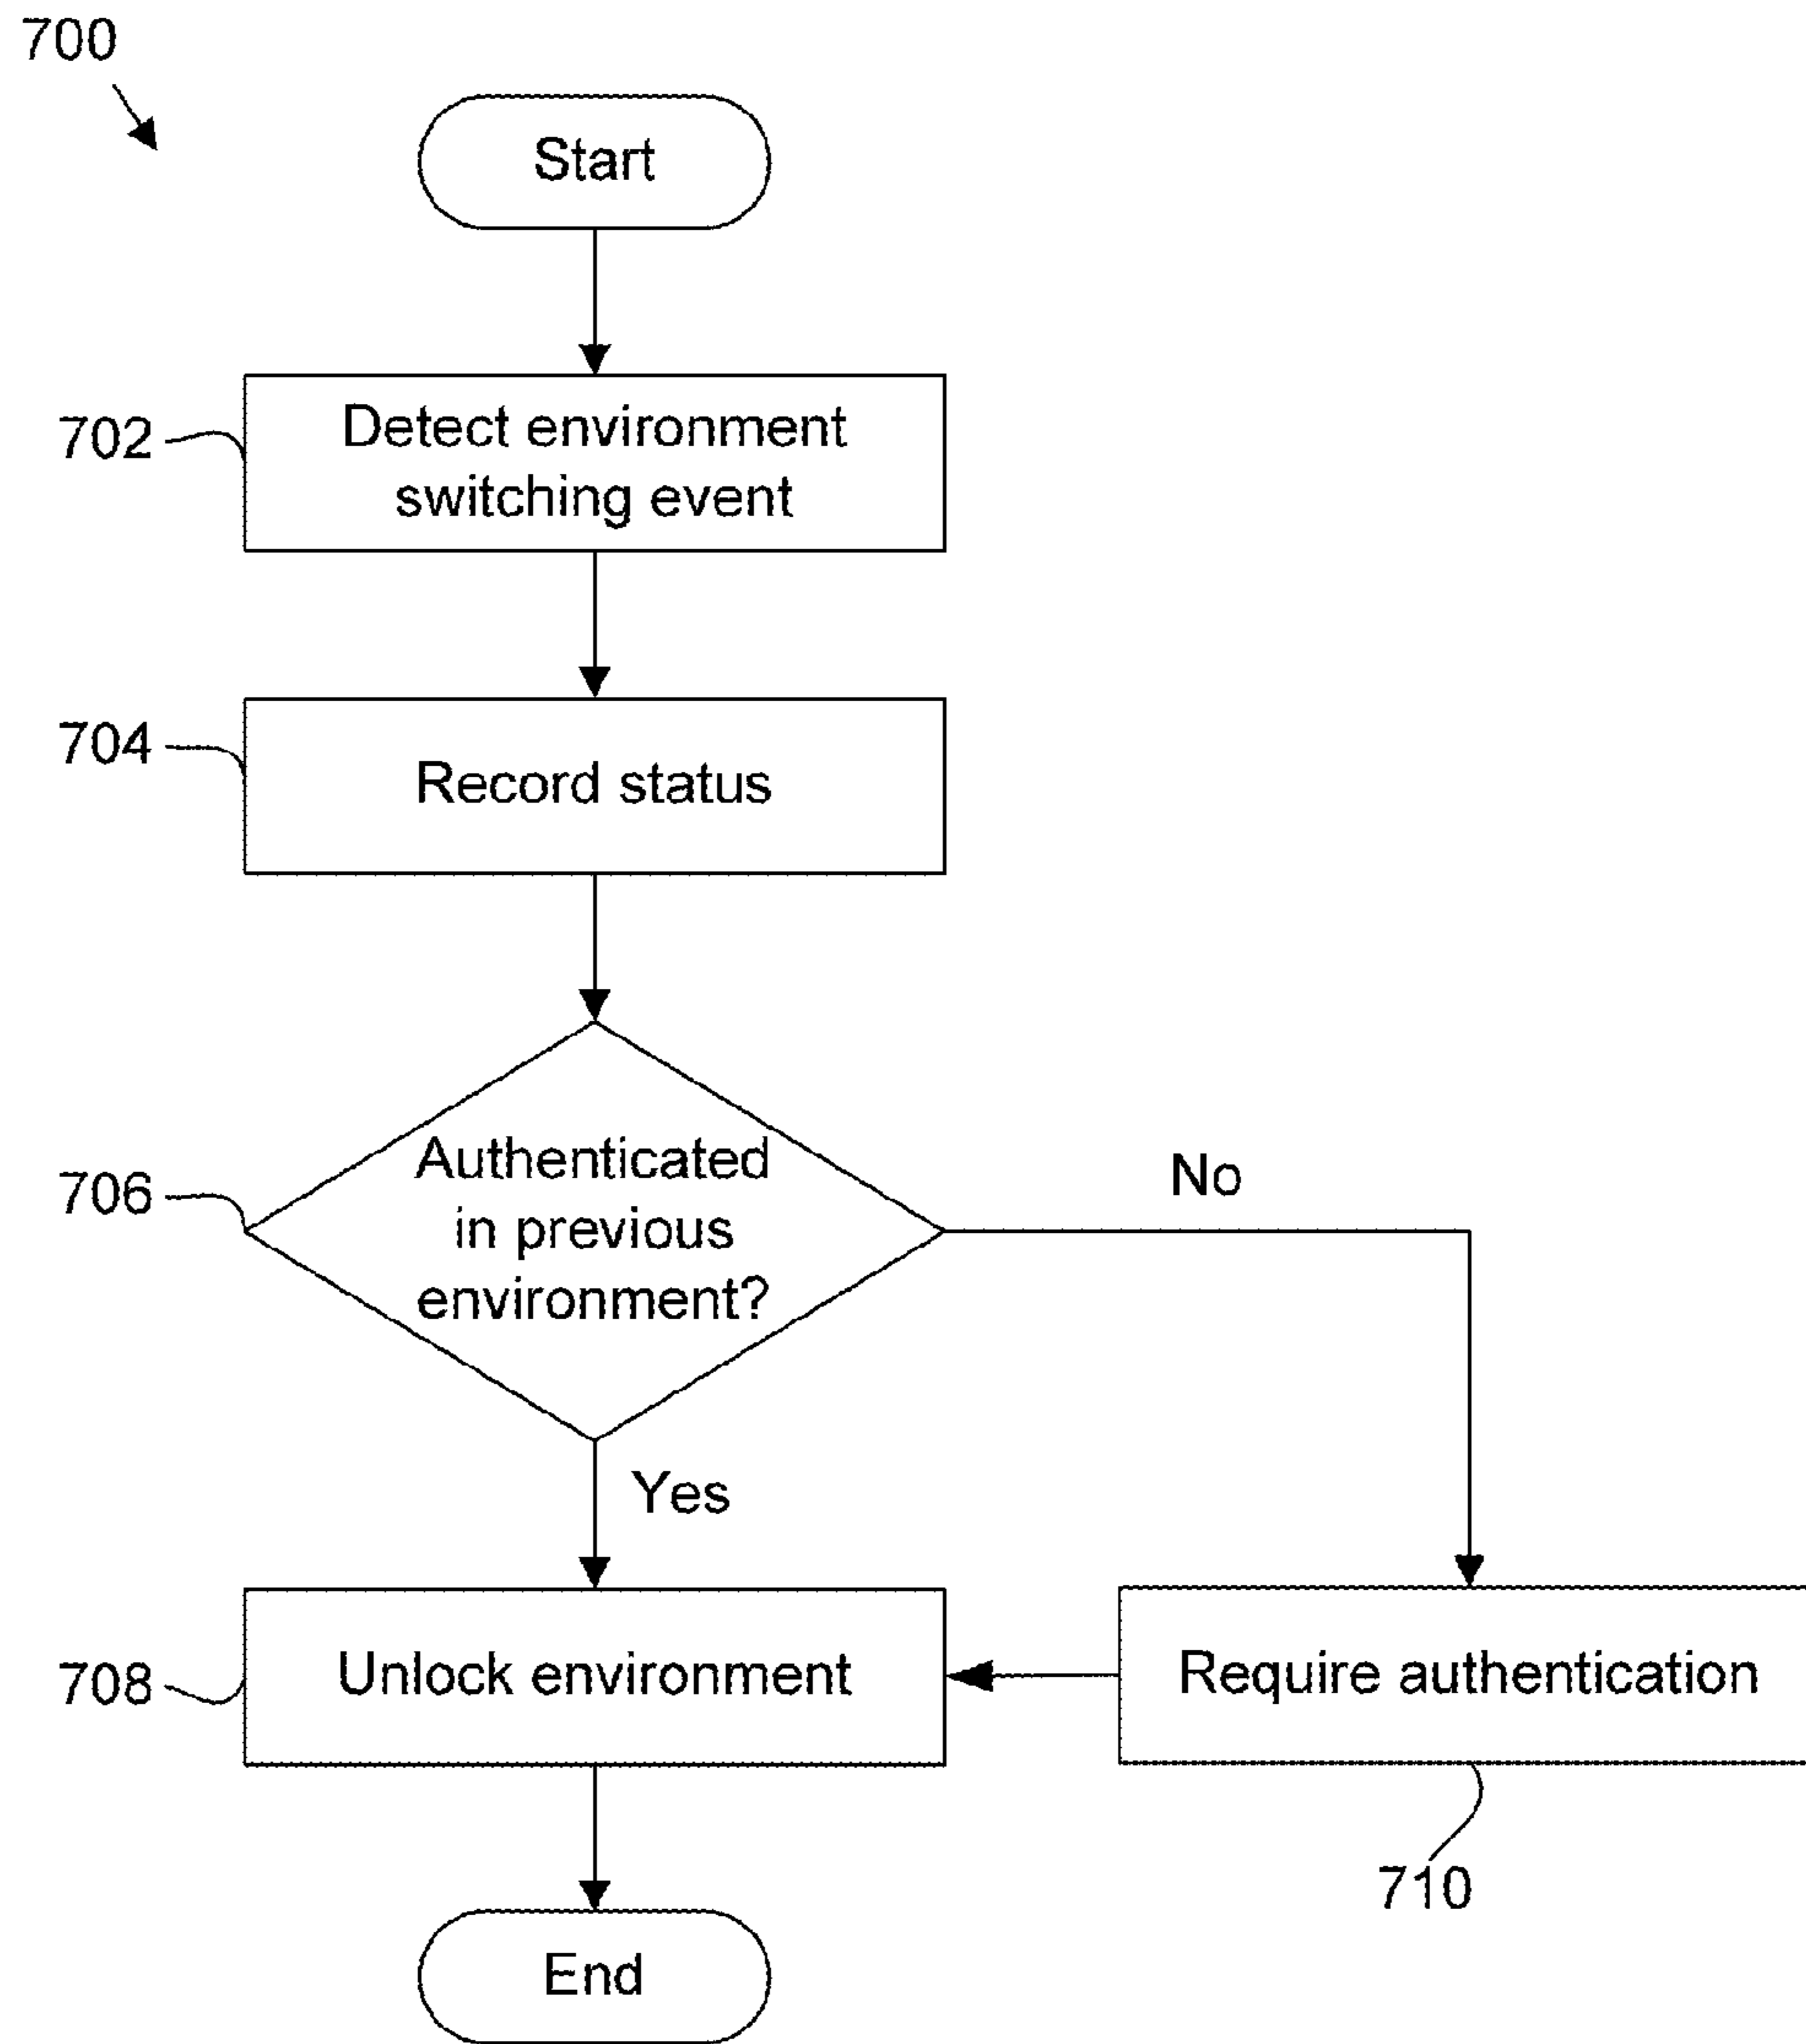 700
Start
702
Detect environment
switching event
704
Record status
706
Authenticated
in previous
environment?
No
Yes
708
Unlock environment
Require authentication
710
End